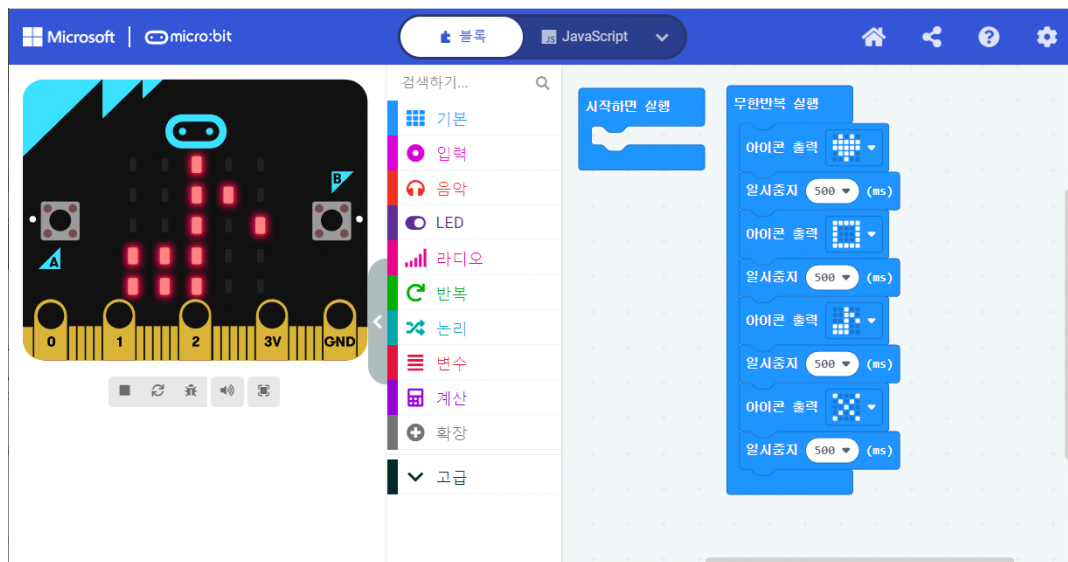 Microsoft | micro:bit
블록
JS JavaScript
검색하기...
기본
입력
음악
LED
라디오
반복
논리
변수
계산
확장
고급
A
B
0 1 2 3V GND
시작하면 실행
무한반복 실행
아이콘 출력
일시중지 500 (ms)
아이콘 출력
일시중지 500 (ms)
아이콘 출력
일시중지 500 (ms)
아이콘 출력
일시중지 500 (ms)